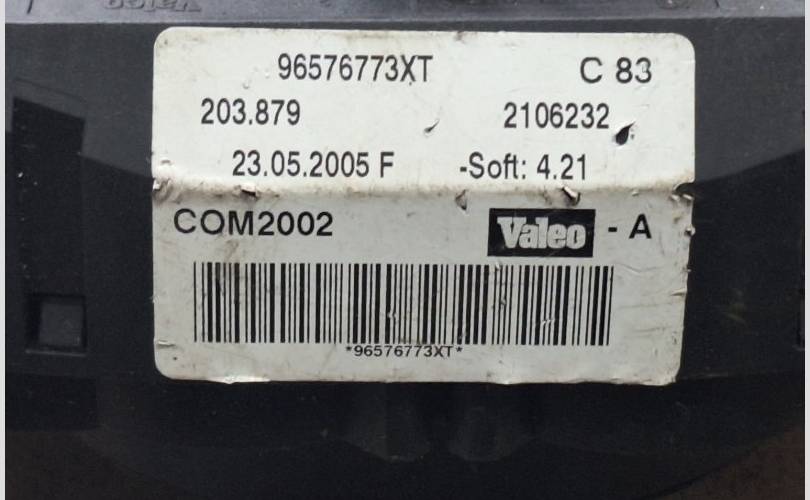 96576773XT C 83
203.879 2106232
23.05.2005 F -Soft: 4.21
COM2002 Valeo - A
*96576773XT*